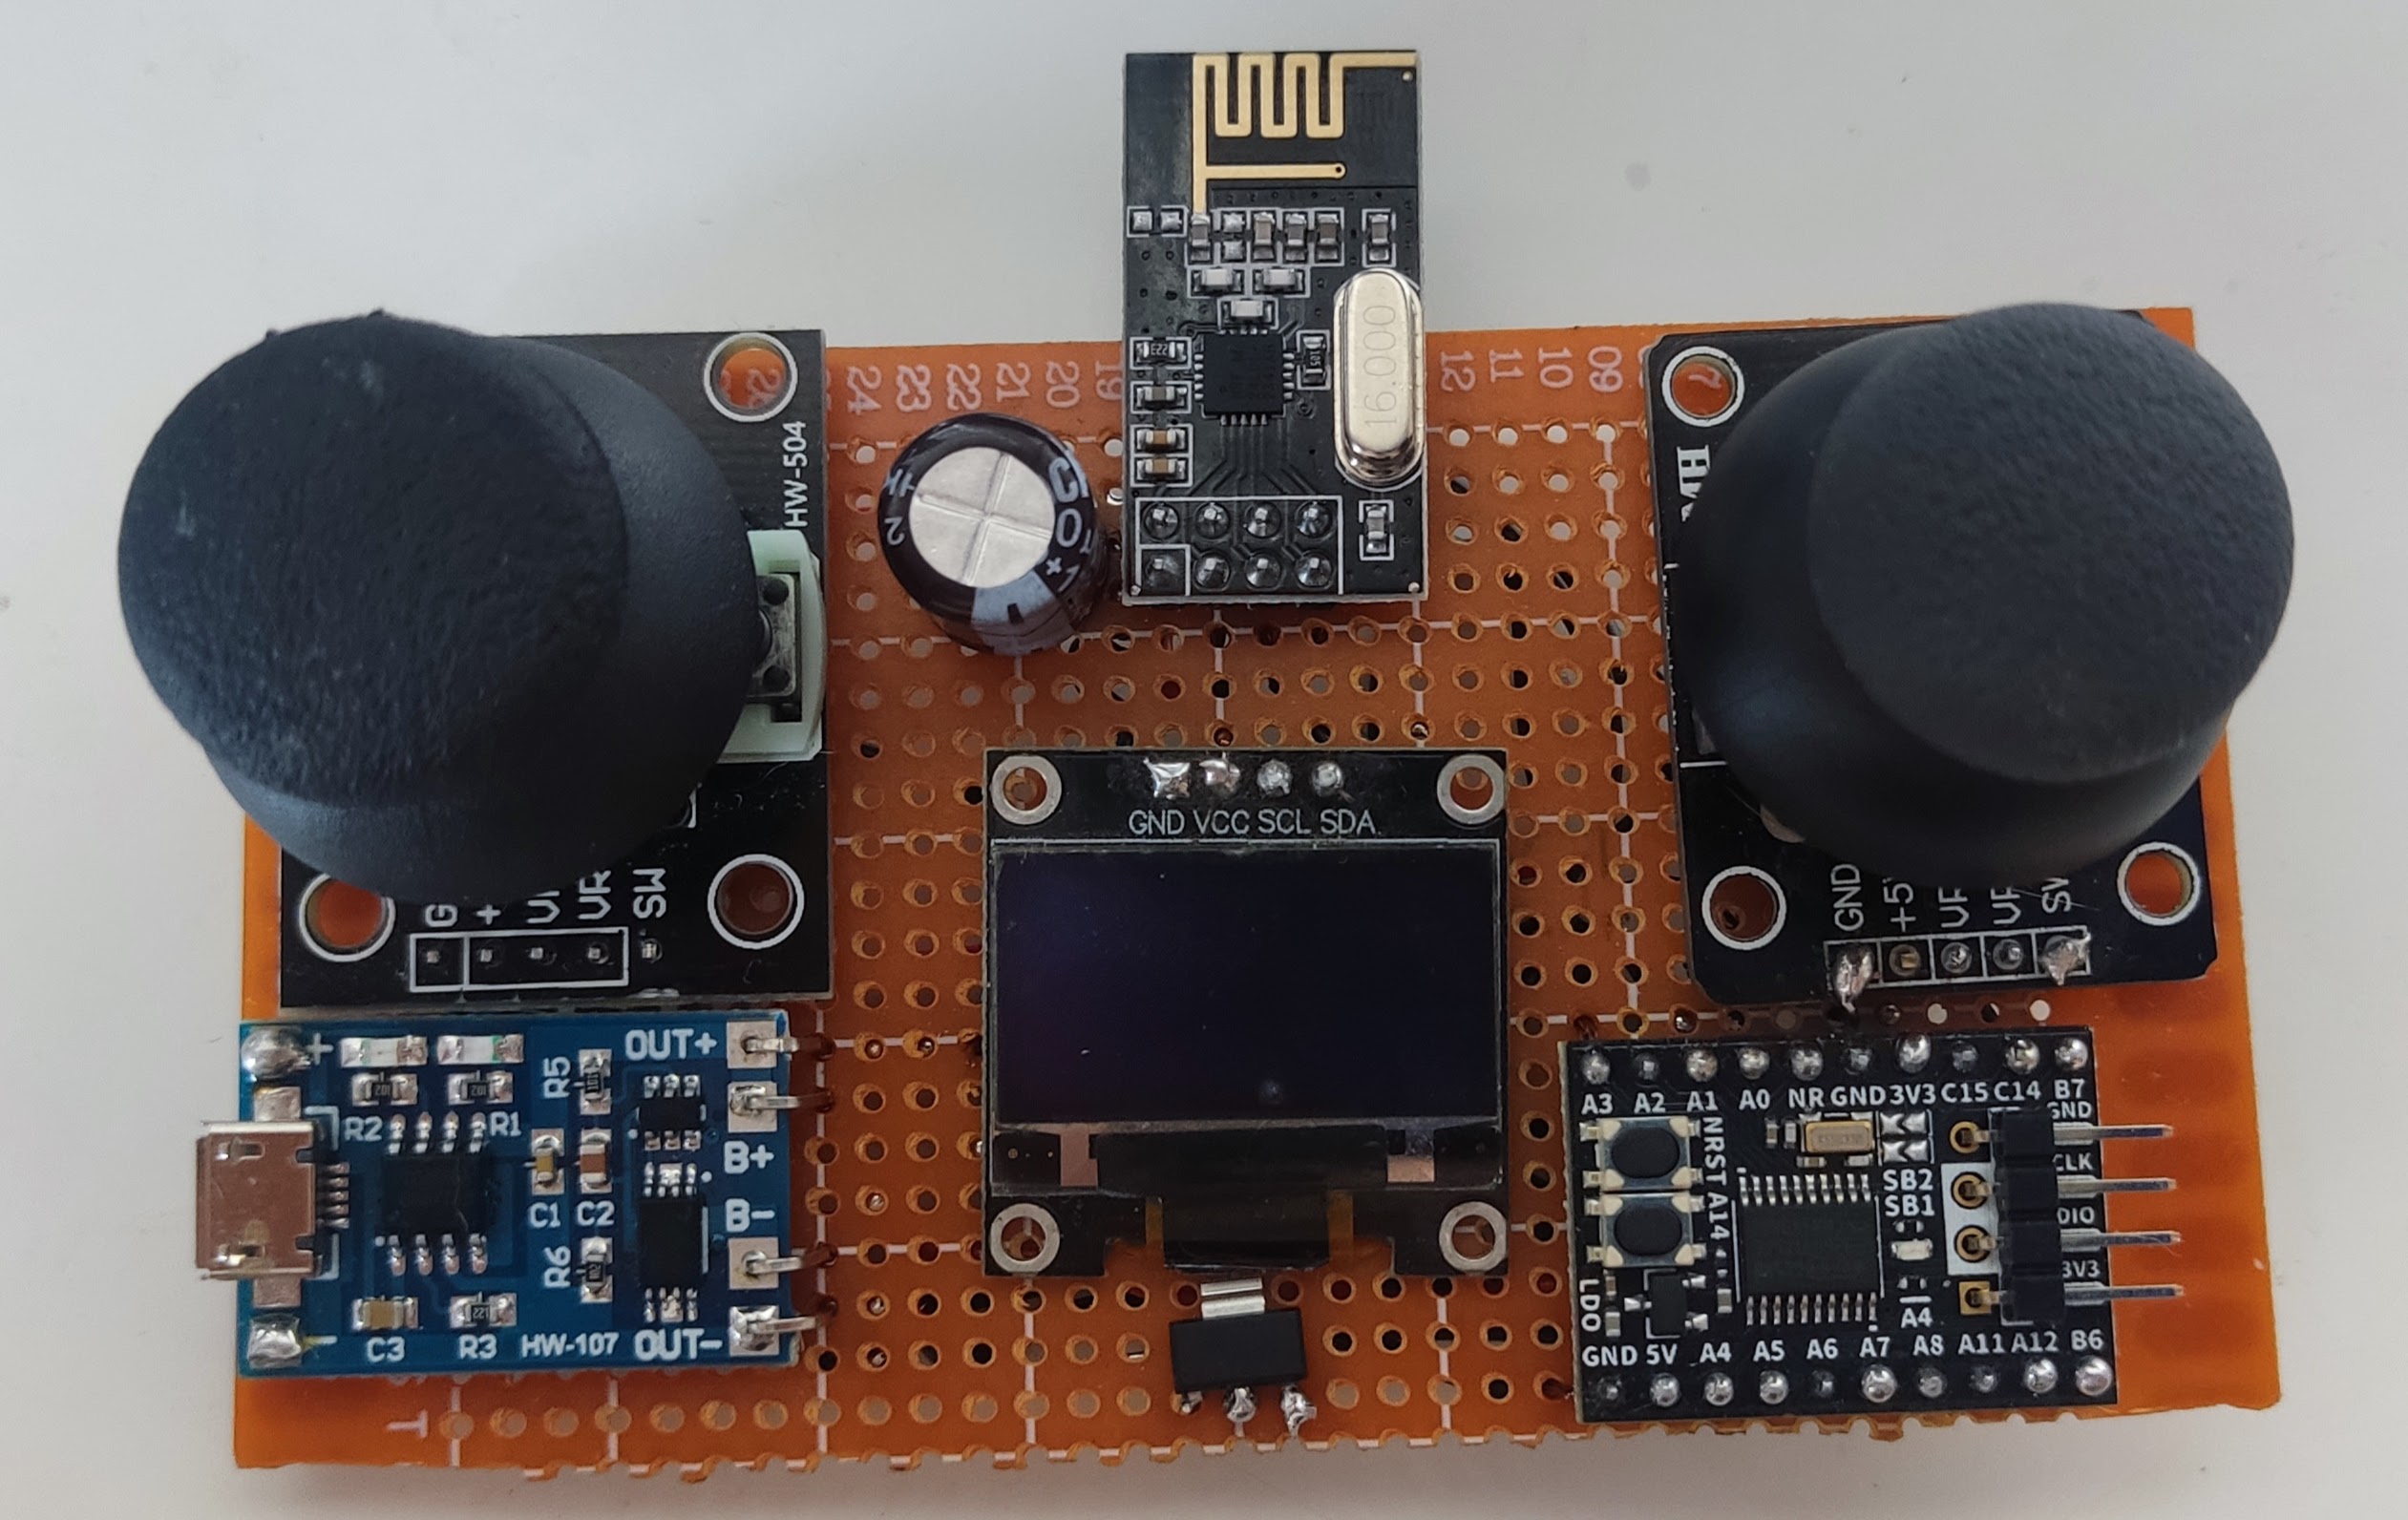 16.000
24
23
22
21
20
19
12
11
10
09
7
HW-504
GND VCC SCL SDA
G
+
SW
GND
+5
OUT+
+
R5
R2
R1
B+
C1
C2
B-
R6
C3
R3
HW-107
OUT-
-
A3 A2 A1 A0 NR GND 3V3 C15 C14 B7
GND
NRST A14
CLK
SB2
SB1
DIO
3V3
LDO
A4
GND 5V A4 A5 A6 A7 A8 A11 A12 B6